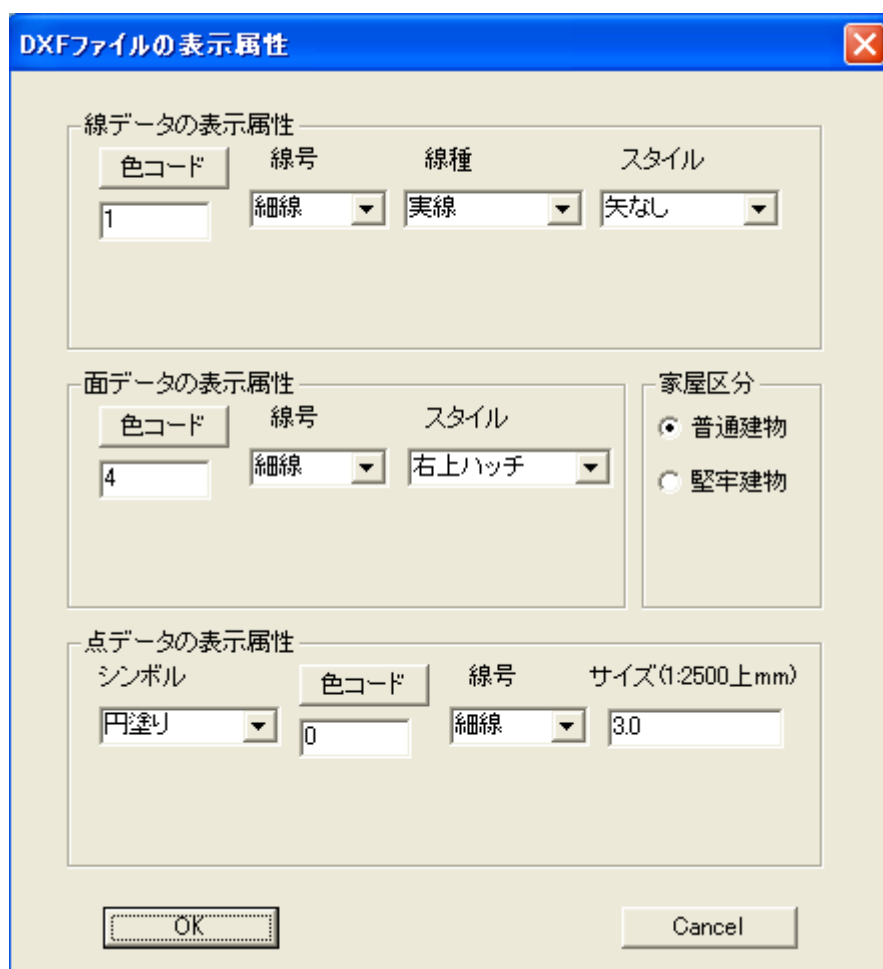 DXFファイルの表示属性
線データの表示属性
色コード 線号 線種 スタイル
1 細線 実線 矢なし
面データの表示属性
色コード 線号 スタイル
4 細線 右上ハッチ
家屋区分
普通建物
堅牢建物
点データの表示属性
シンボル 色コード 線号 サイズ(1:2500上mm)
円塗り 0 細線 3.0
OK Cancel